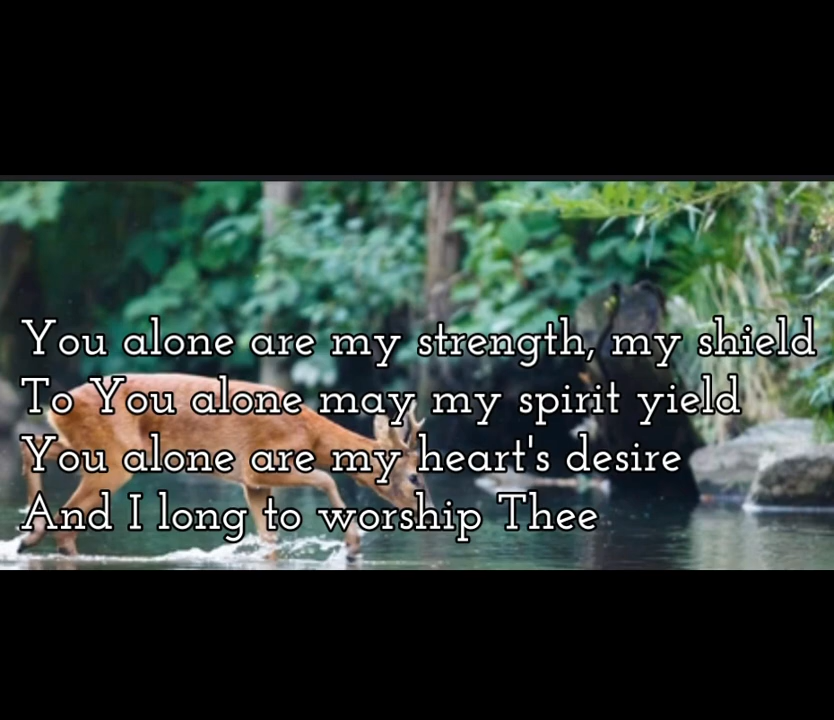 You alone are my strength, my shield
To You alone may my spirit yield
You alone are my heart's desire
And I long to worship Thee